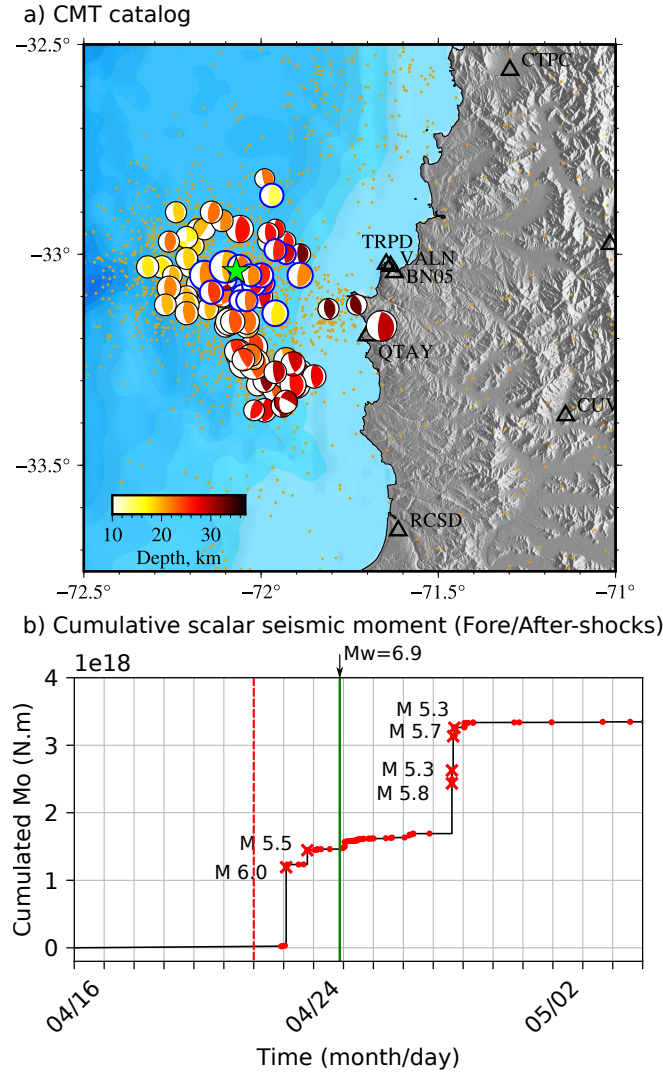 a) CMT catalog
−32.5°
CTPC
−33°
TRPD
VALN
BN05
QTAY
CUV
−33.5°
RCSD
10 20 30
Depth, km
−72.5° −72° −71.5° −71°
b) Cumulative scalar seismic moment (Fore/After-shocks)
1e18
Mw=6.9
4
3
2
1
0
M 5.3
M 5.7
M 5.3
M 5.8
M 5.5
M 6.0
Cumulated Mo (N.m)
04/16 04/24 05/02
Time (month/day)